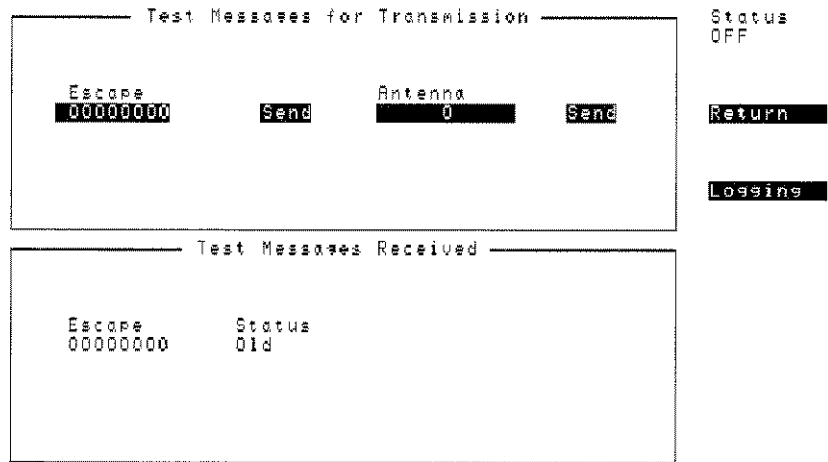 Test Messages for Transmission
Status
OFF
Escape
Antenna
00000000 Send 0 Send
Return
Logging
Test Messages Received
Escape Status
00000000 Old